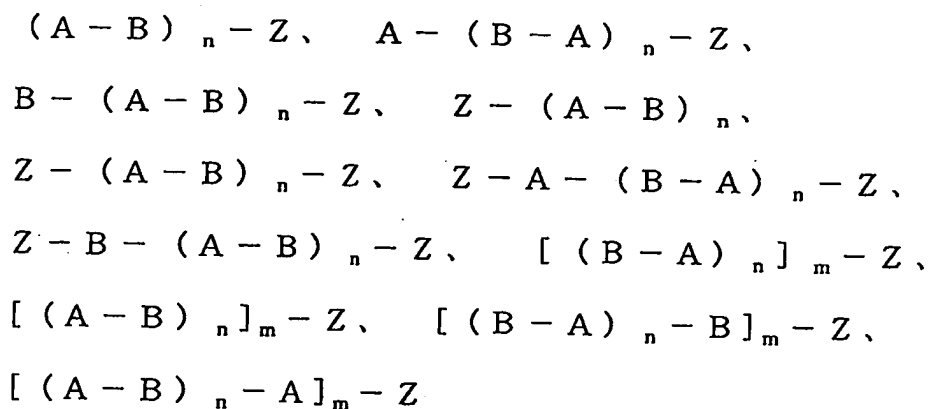 (A－B)n－Z、 A－(B－A)n－Z、
B－(A－B)n－Z、 Z－(A－B)n、
Z－(A－B)n－Z、 Z－A－(B－A)n－Z、
Z－B－(A－B)n－Z、 [(B－A)n]m－Z、
[(A－B)n]m－Z、 [(B－A)n－B]m－Z、
[(A－B)n－A]m－Z